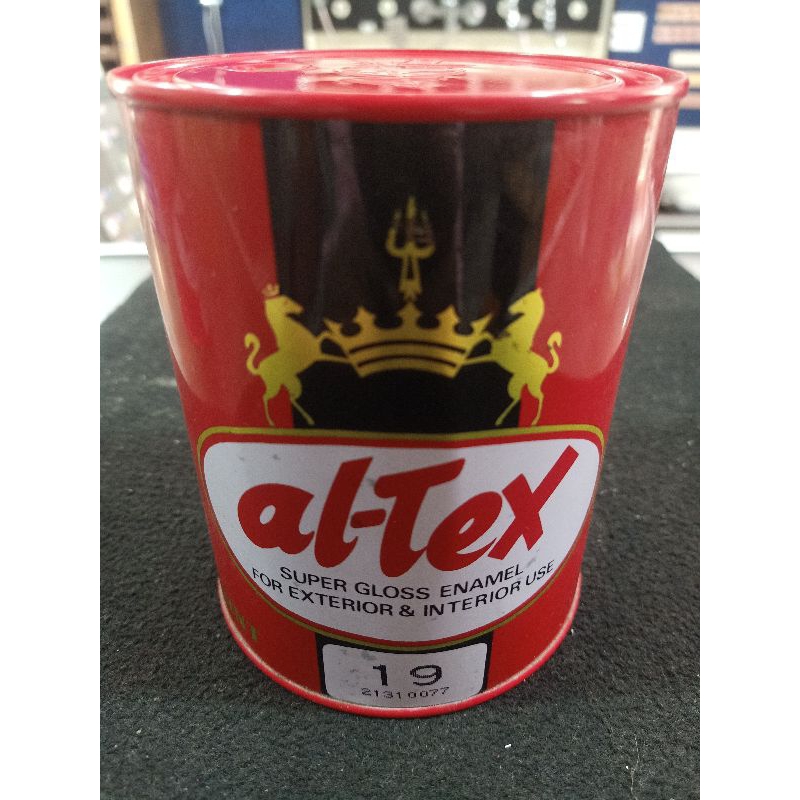 al-Tex
SUPER GLOSS ENAMEL
FOR EXTERIOR & INTERIOR USE
19
21310077